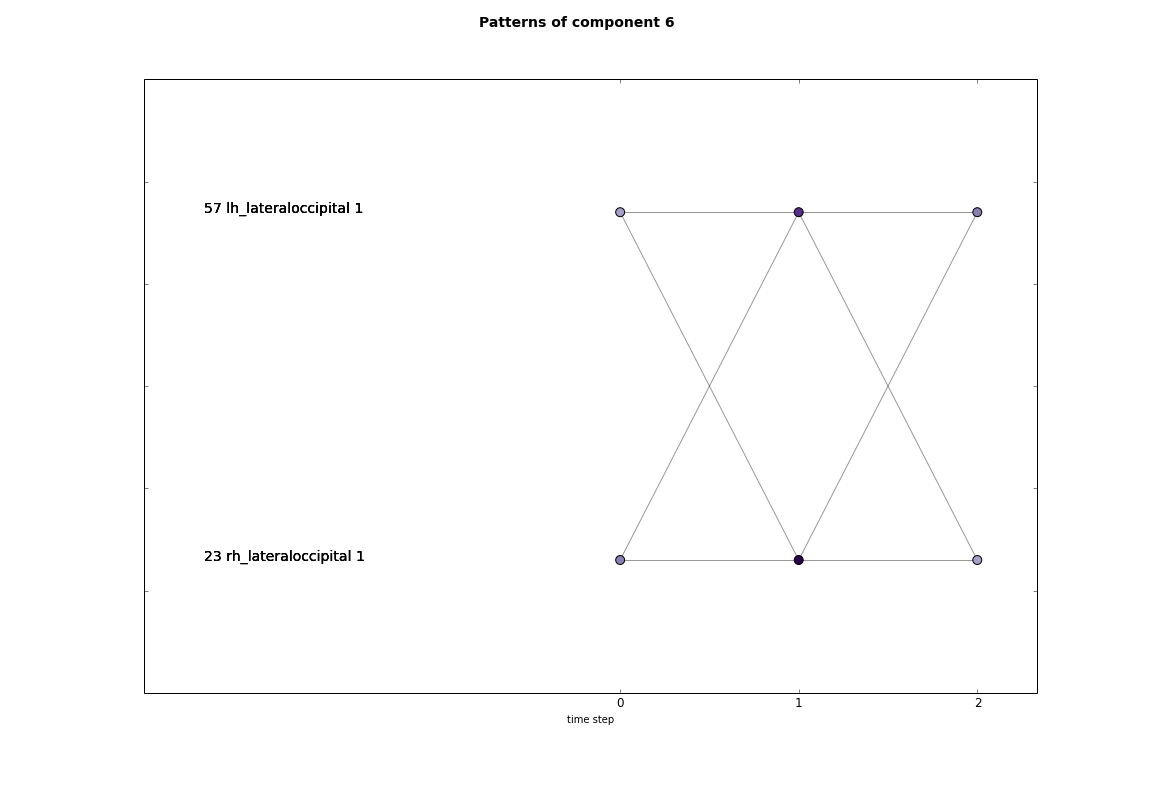 Patterns of component 6
57 lh_lateraloccipital 1
23 rh_lateraloccipital 1
0 1 2
time step